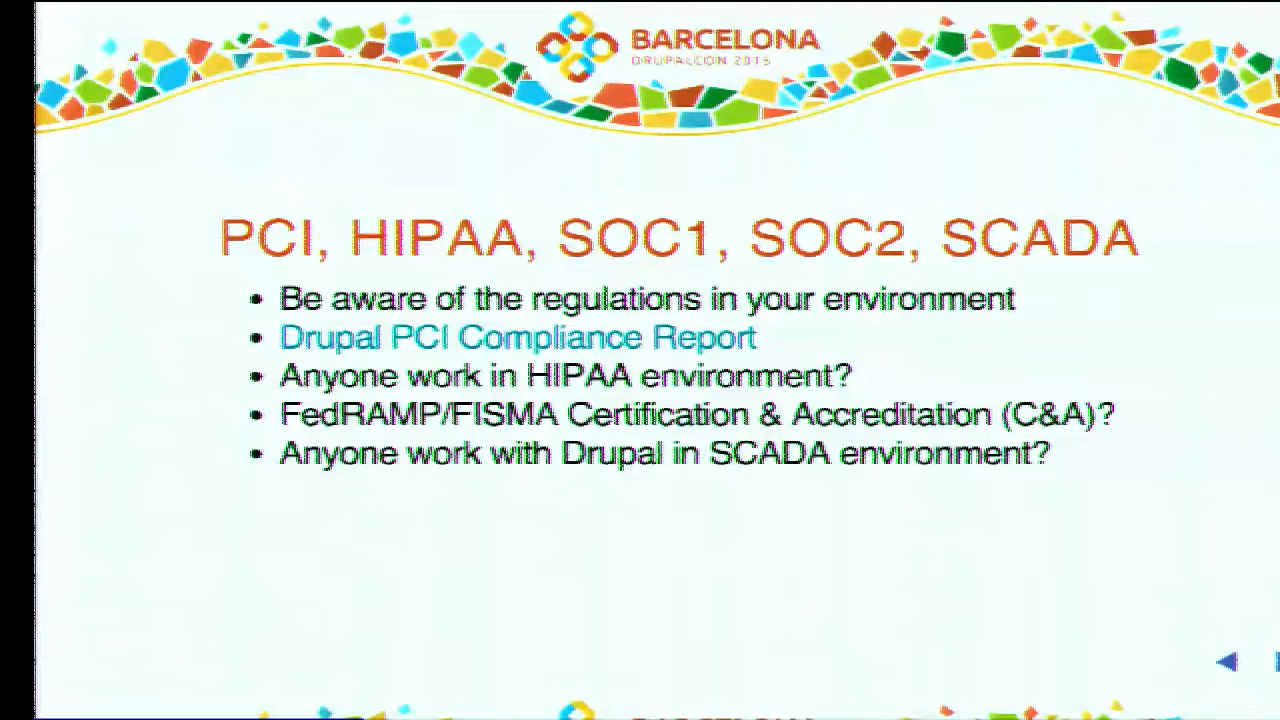 BARCELONA
DRUPALCON 2015
PCI, HIPAA, SOC1, SOC2, SCADA
• Be aware of the regulations in your environment
• Drupal PCI Compliance Report
• Anyone work in HIPAA environment?
• FedRAMP/FISMA Certification & Accreditation (C&A)?
• Anyone work with Drupal in SCADA environment?